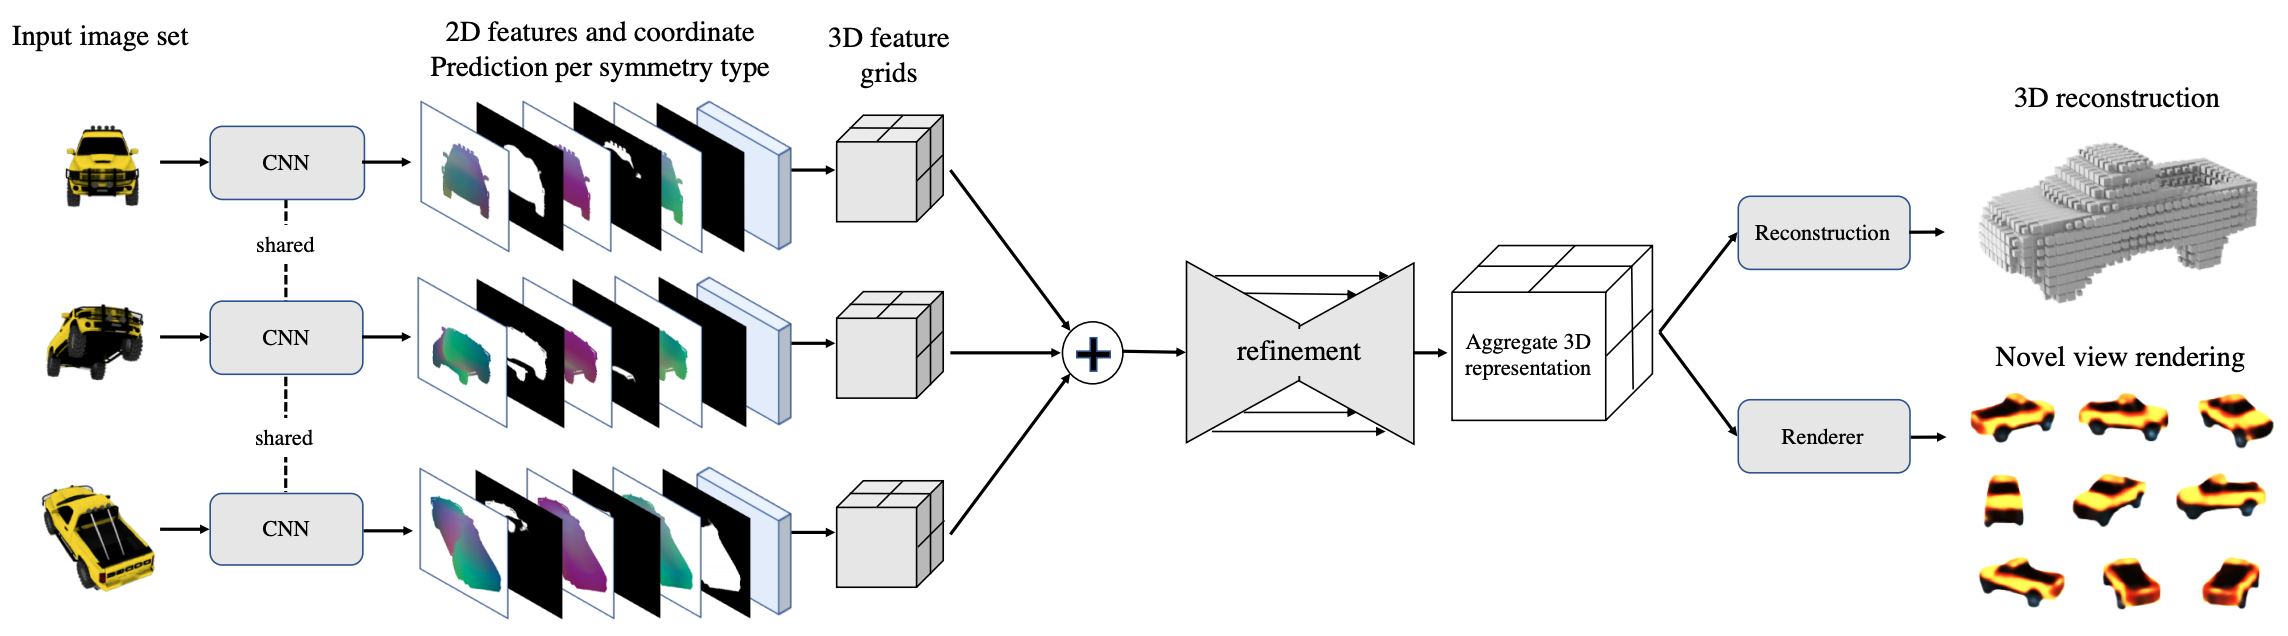 Input image set
2D features and coordinate
Prediction per symmetry type
3D feature
grids
CNN
shared
CNN
shared
CNN
+
refinement
Aggregate 3D
representation
Reconstruction
Renderer
3D reconstruction
Novel view rendering